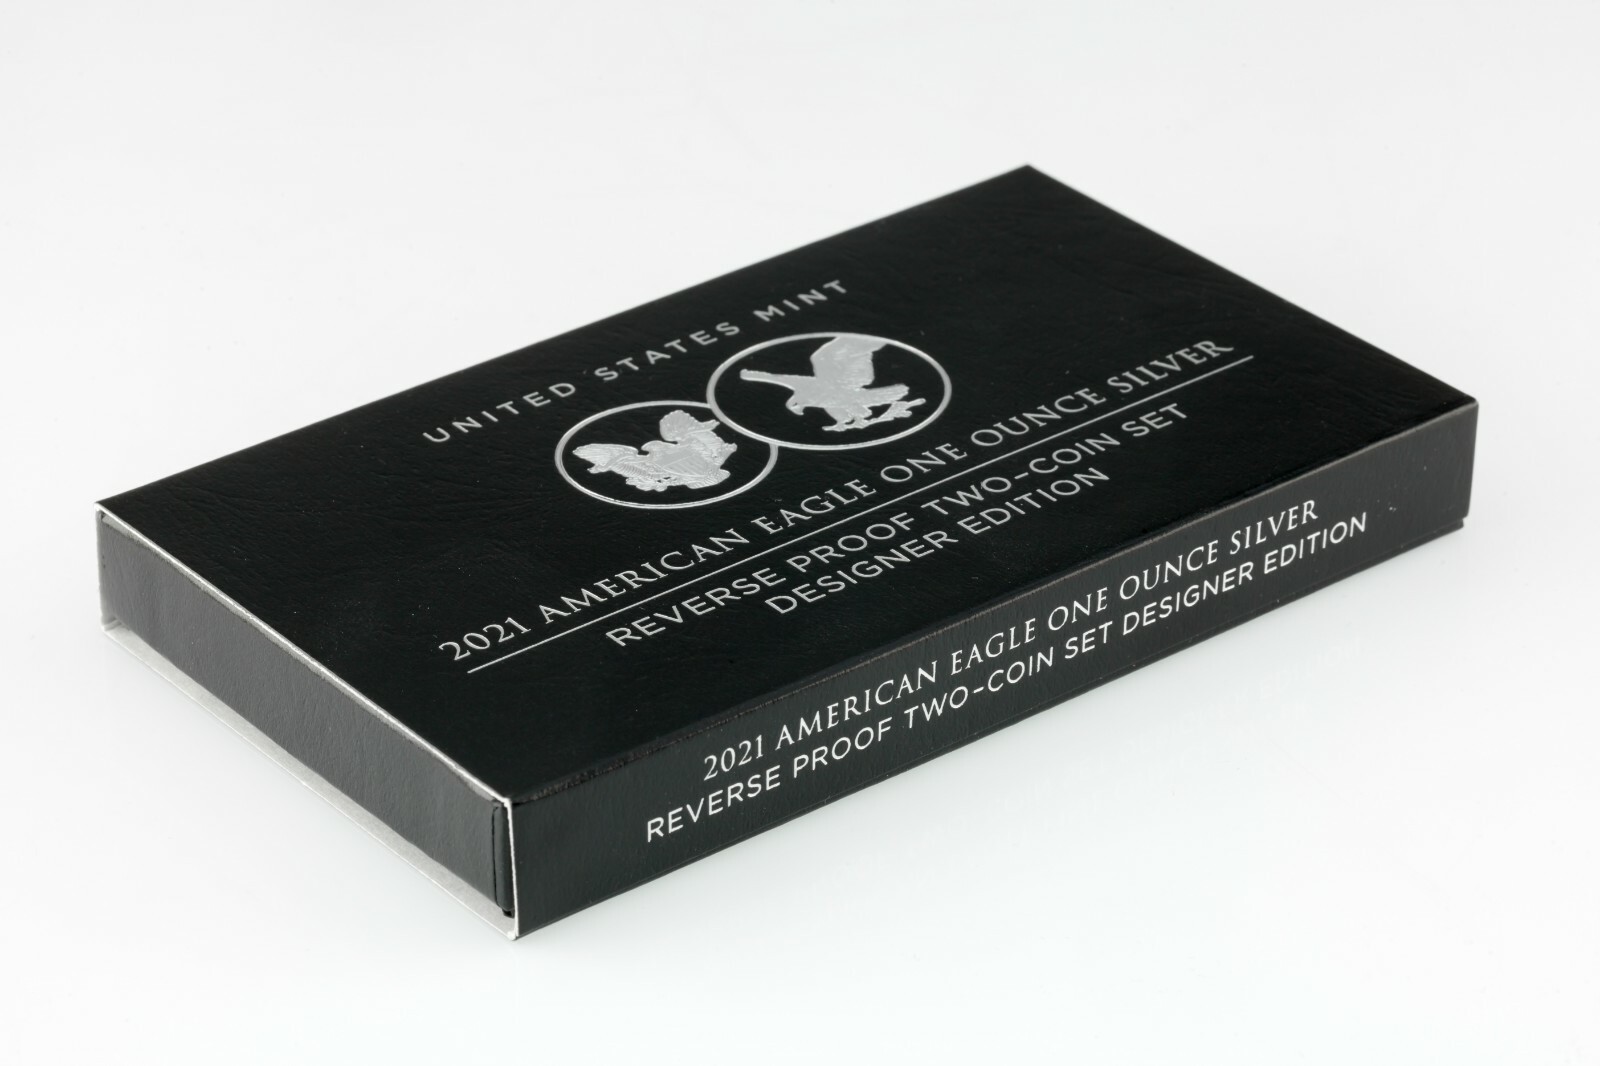 UNITED STATES MINT
2021 AMERICAN EAGLE ONE OUNCE SILVER
REVERSE PROOF TWO-COIN SET
DESIGNER EDITION
2021 AMERICAN EAGLE ONE OUNCE SILVER
REVERSE PROOF TWO-COIN SET DESIGNER EDITION